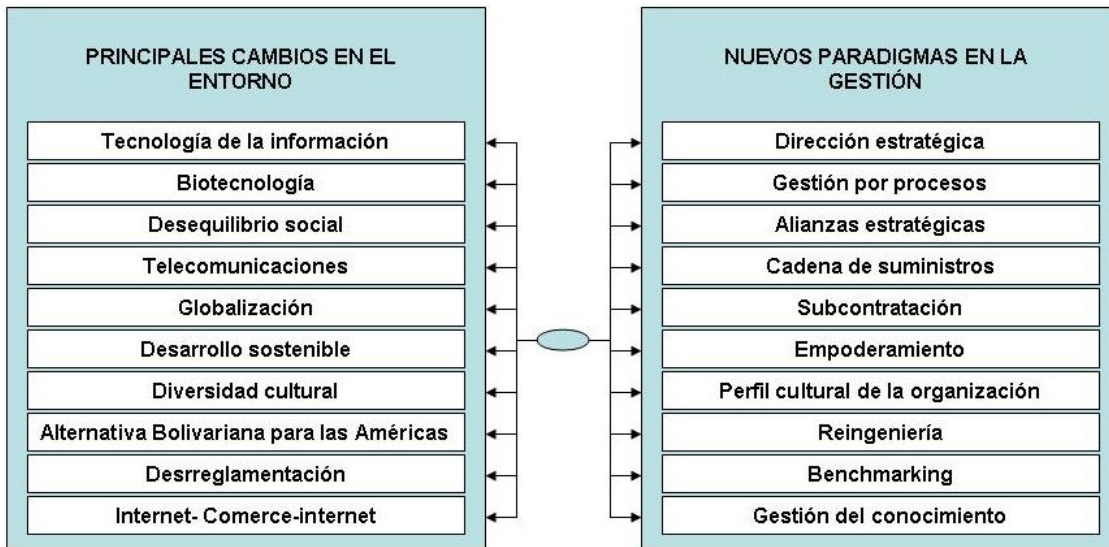 PRINCIPALES CAMBIOS EN EL
ENTORNO
Tecnología de la información
Biotecnología
Desequilibrio social
Telecomunicaciones
Globalización
Desarrollo sostenible
Diversidad cultural
Alternativa Bolivariana para las Américas
Desrreglamentación
Internet- Comerce-internet
NUEVOS PARADIGMAS EN LA
GESTIÓN
Dirección estratégica
Gestión por procesos
Alianzas estratégicas
Cadena de suministros
Subcontratación
Empoderamiento
Perfil cultural de la organización
Reingeniería
Benchmarking
Gestión del conocimiento